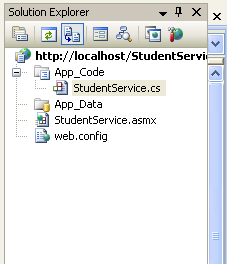 Solution Explorer
http://localhost/StudentServic
App_Code
StudentService.cs
App_Data
StudentService.asmx
web.config